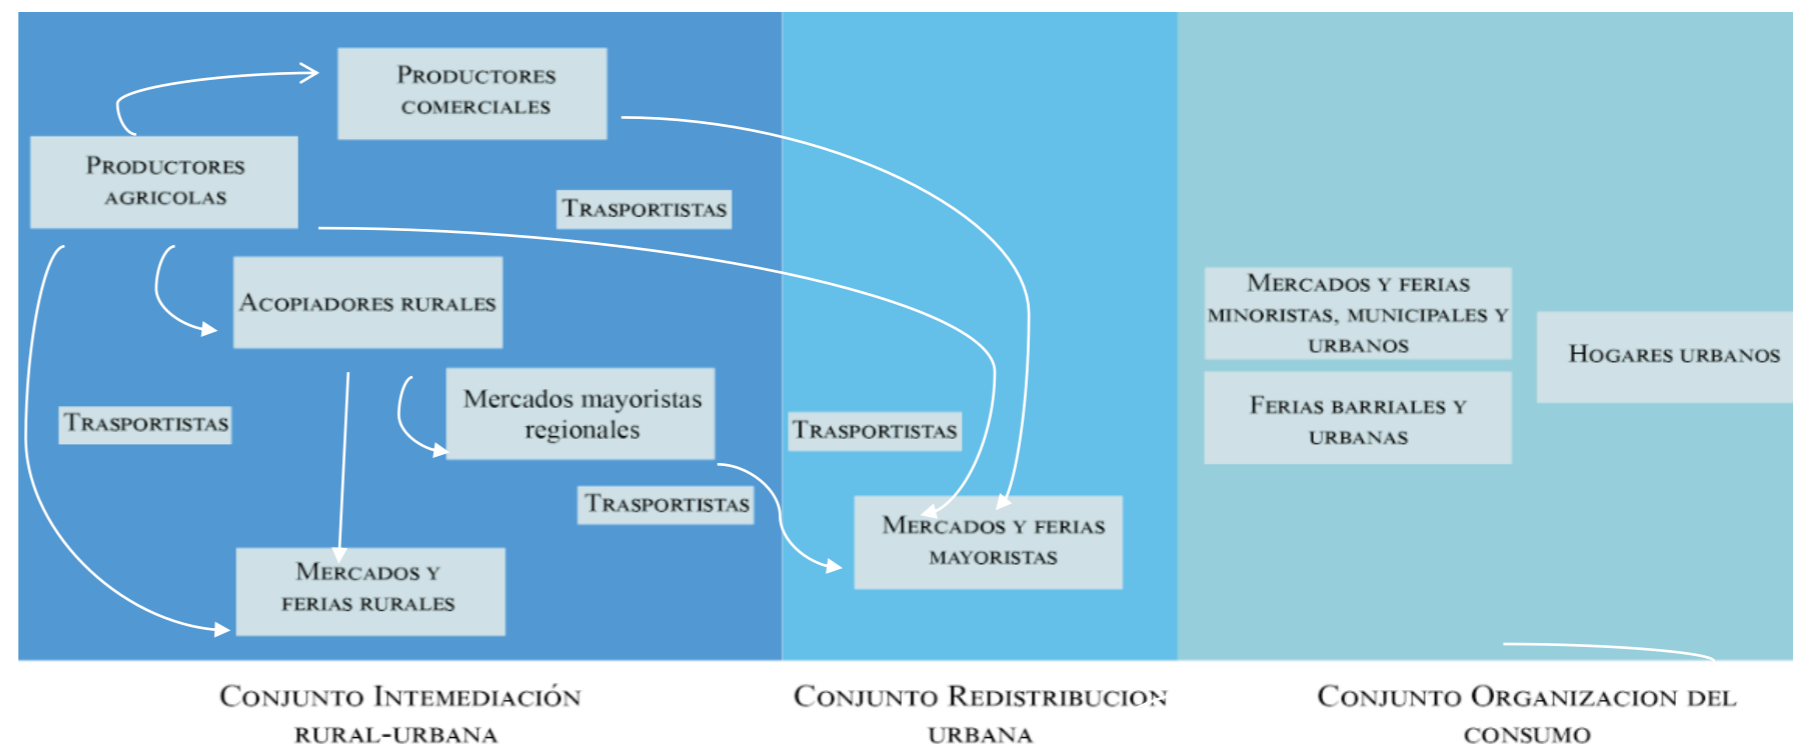 PRODUCTORES
COMERCIALES
PRODUCTORES
AGRICOLAS
TRASPORTISTAS
ACOPIADORES RURALES
MERCADOS Y FERIAS
MINORISTAS, MUNICIPALES Y
URBANOS
HOGARES URBANOS
Mercados mayoristas
regionales
FERIAS BARRIALES Y
URBANAS
TRASPORTISTAS
TRASPORTISTAS
TRASPORTISTAS
MERCADOS Y FERIAS
MAYORISTAS
MERCADOS Y
FERIAS RURALES
CONJUNTO INTEMEDIACIÓN
RURAL-URBANA
CONJUNTO REDISTRIBUCION
URBANA
CONJUNTO ORGANIZACION DEL
CONSUMO